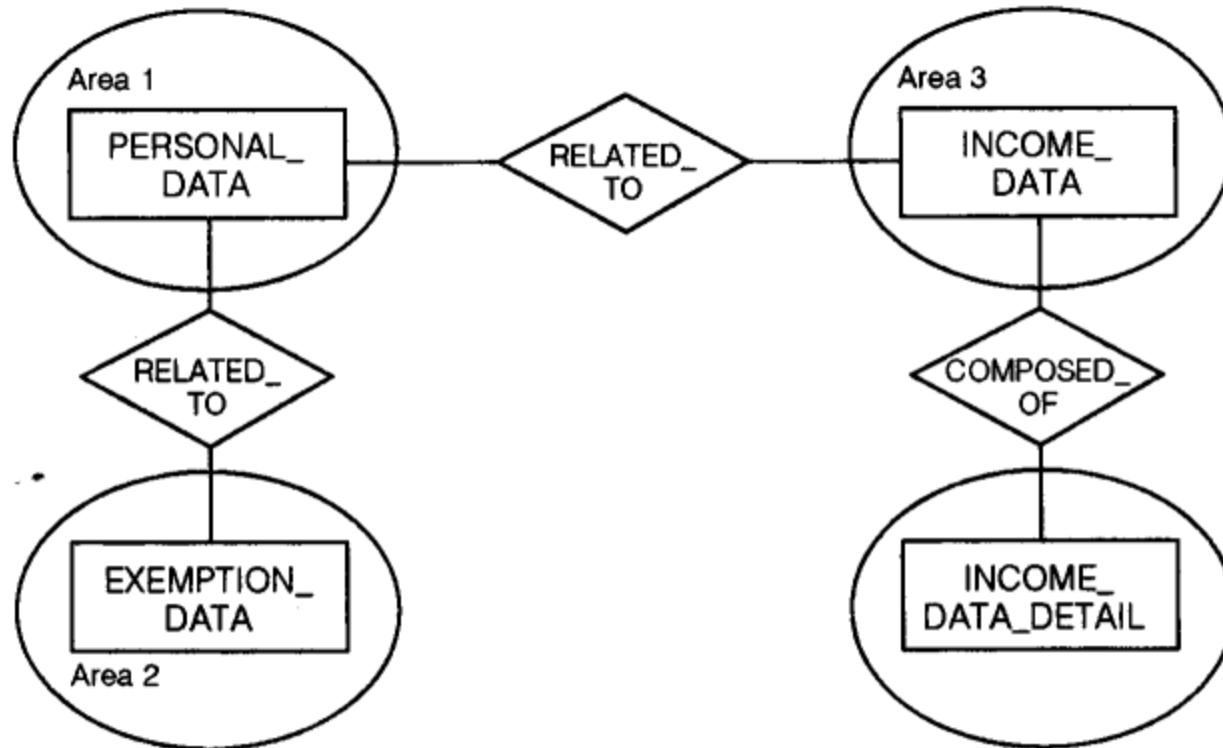 Area 1
PERSONAL_
DATA
RELATED_
TO
Area 3
INCOME_
DATA
RELATED_
TO
COMPOSED_
OF
EXEMPTION_
DATA
Area 2
INCOME_
DATA_DETAIL